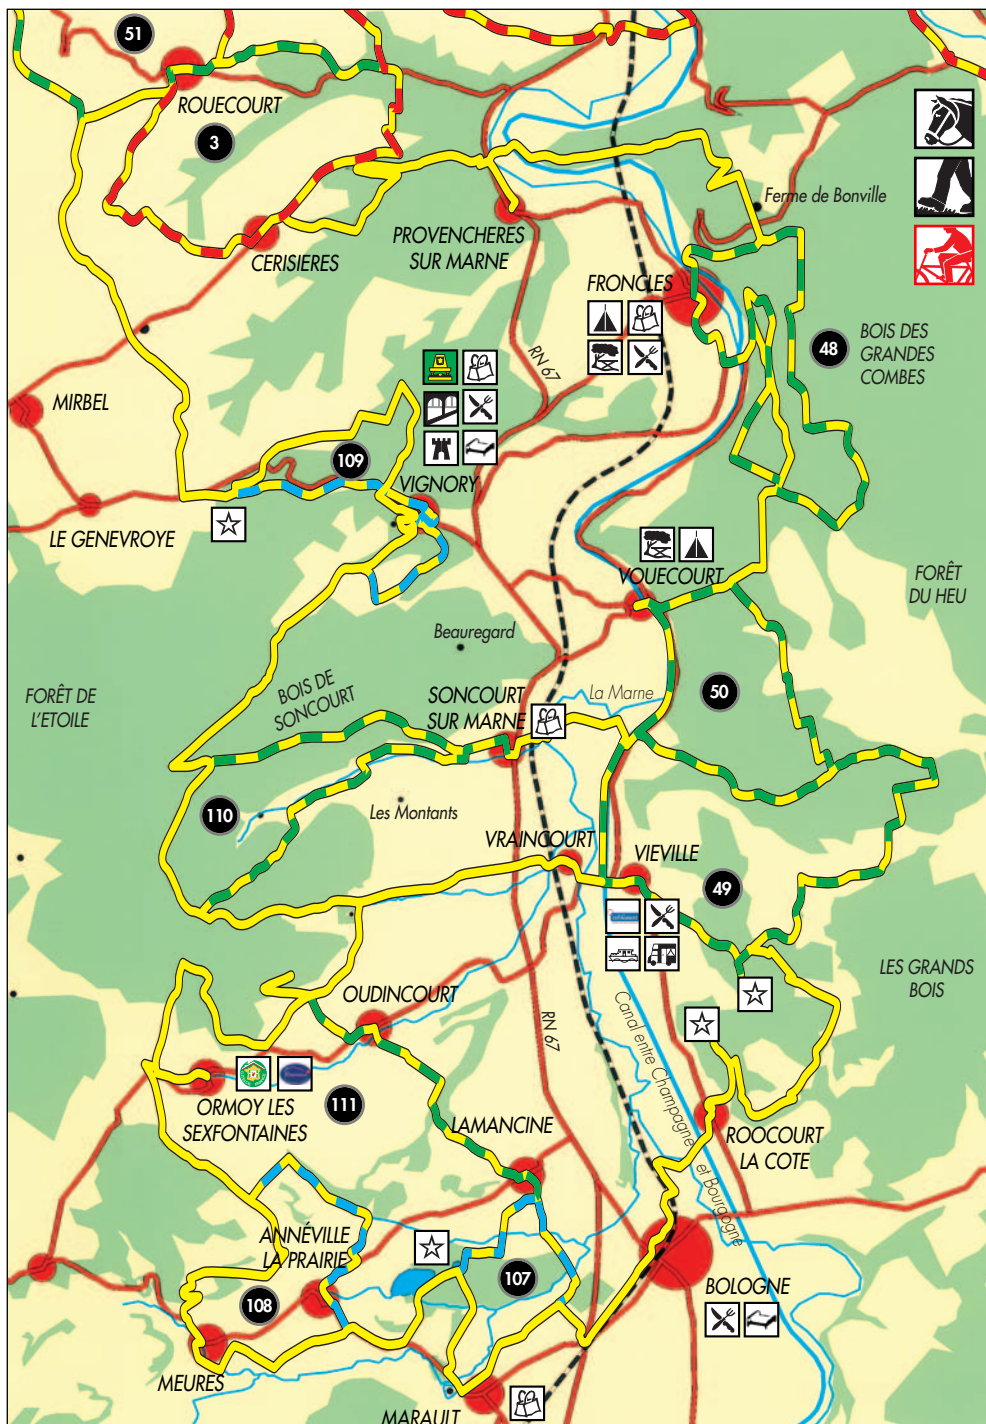 51
ROUECOURT
3
CERISIERES
PROVENCHERES
SUR MARNE
Ferme de Bonville
FRONCLES
RN 67
48
BOIS DES
GRANDES
COMBES
MIRBEL
109
VIGNORY
LE GENEVROYE
VOUECOURT
FORÊT
DU HEU
Beauregard
FORÊT DE
L'ETOILE
BOIS DE
SONCOURT
SONCOURT
SUR MARNE
La Marne
50
110
Les Montants
VRAINCOURT
VIEVILLE
49
LES GRANDS
BOIS
OUDINCOURT
RN 67
Canal entre Champagne et Bourgogne
ORMOY LES
SEXFONTAINES
111
LAMANCINE
ROOCOURT
LA COTE
ANNÉVILLE
LA PRAIRIE
107
108
BOLOGNE
MEURES
MARAULT